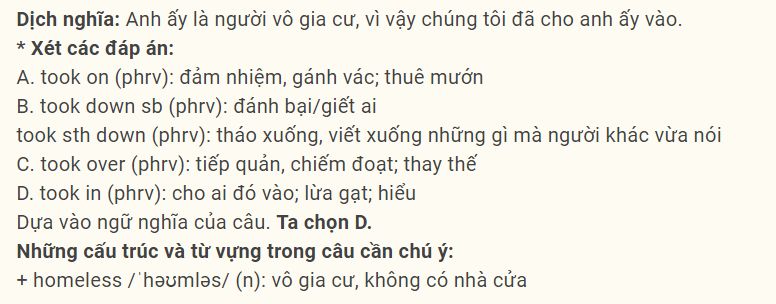 Dịch nghĩa: Anh ấy là người vô gia cư, vì vậy chúng tôi đã cho anh ấy vào.
* Xét các đáp án:
A. took on (phrv): đảm nhiệm, gánh vác; thuê mướn
B. took down sb (phrv): đánh bại/giết ai
took sth down (phrv): tháo xuống, viết xuống những gì mà người khác vừa nói
C. took over (phrv): tiếp quản, chiếm đoạt; thay thế
D. took in (phrv): cho ai đó vào; lừa gạt; hiểu
Dựa vào ngữ nghĩa của câu. Ta chọn D.
Những cấu trúc và từ vựng trong câu cần chú ý:
+ homeless /ˈhəʊmləs/ (n): vô gia cư, không có nhà cửa